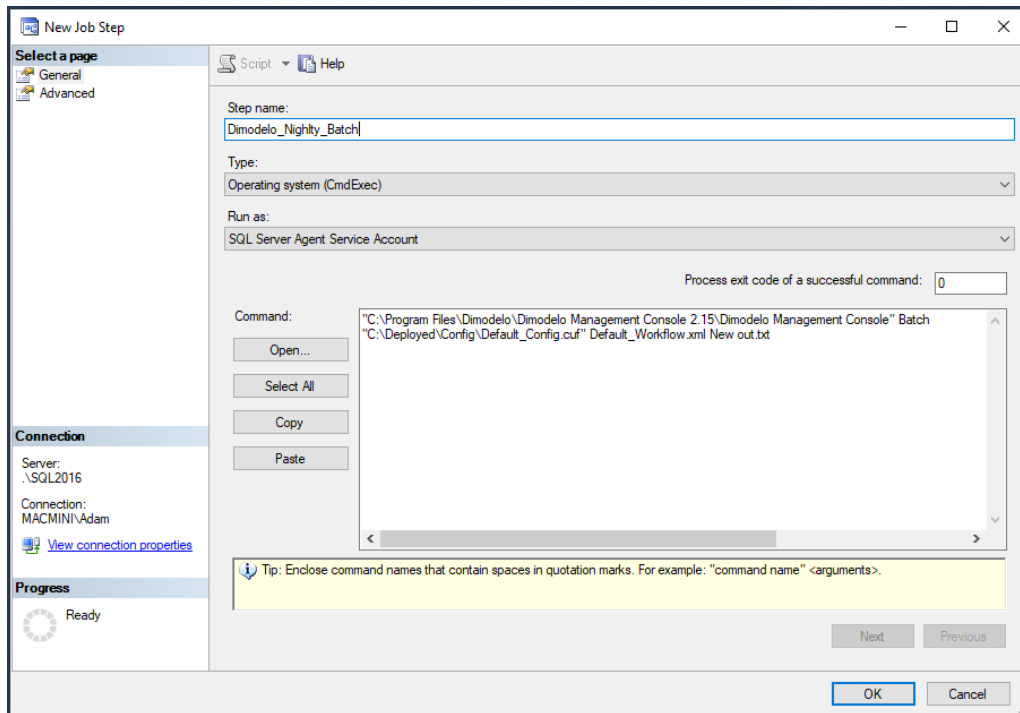 New Job Step
Select a page
General
Advanced
Script
Help
Step name:
Dimodelo_Nighlty_Batch
Type:
Operating system (CmdExec)
Run as:
SQL Server Agent Service Account
Process exit code of a successful command:
0
Command:
"C:\Program Files\Dimodelo\Dimodelo Management Console 2.15\Dimodelo Management Console" Batch
"C:\Deployed\Config\Default_Config.cuf" Default_Workflow.xml New out.txt
Open...
Select All
Copy
Paste
Connection
Server:
.\SQL2016
Connection:
MACMINI\Adam
View connection properties
Tip: Enclose command names that contain spaces in quotation marks. For example: "command name" <arguments>.
Progress
Ready
Next
Previous
OK
Cancel